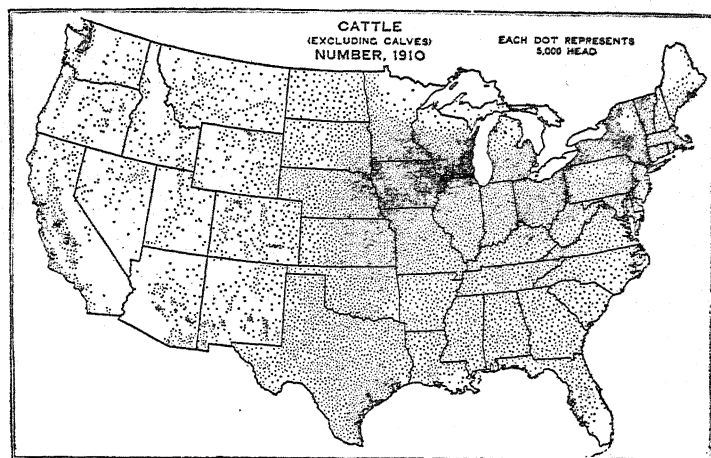 CATTLE
(EXCLUDING CALVES)
NUMBER, 1910
EACH DOT REPRESENTS
5,000 HEAD